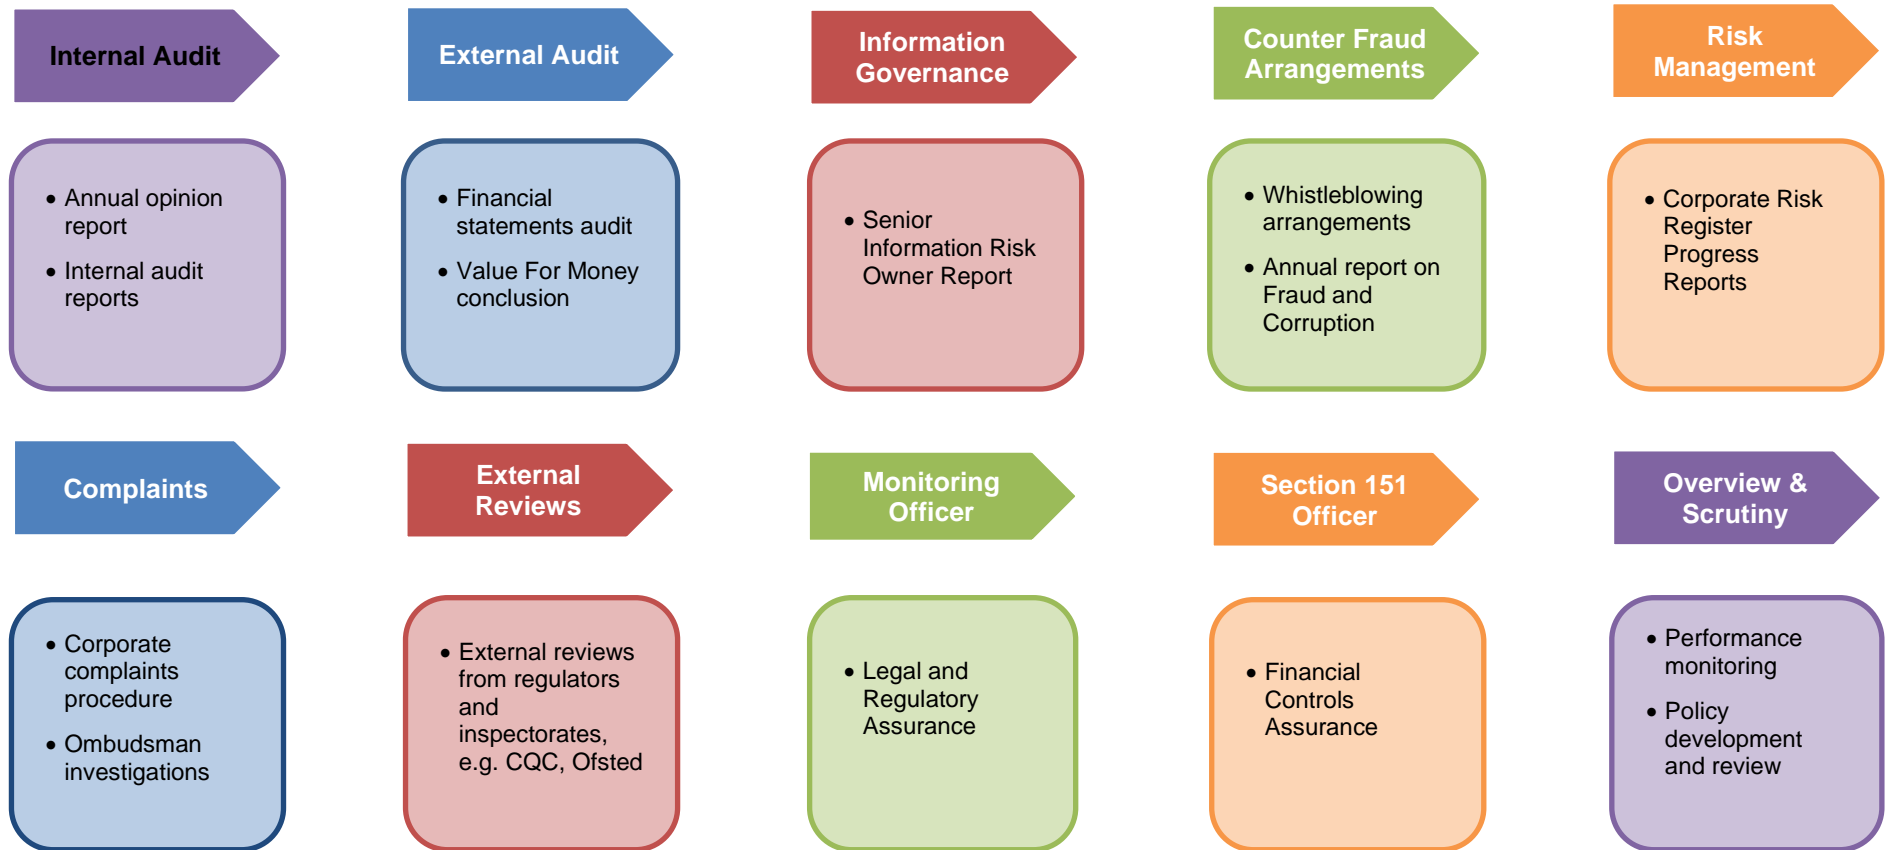 Internal Audit
External Audit
Information
Governance
Counter Fraud
Arrangements
Risk
Management
• Annual opinion
report
• Internal audit
reports
• Financial
statements audit
• Value For Money
conclusion
• Senior
Information Risk
Owner Report
• Whistleblowing
arrangements
• Annual report on
Fraud and
Corruption
• Corporate Risk
Register
Progress
Reports
Complaints
External
Reviews
Monitoring
Officer
Section 151
Officer
Overview &
Scrutiny
• Corporate
complaints
procedure
• Ombudsman
investigations
• External reviews
from regulators
and
inspectorates,
e.g. CQC, Ofsted
• Legal and
Regulatory
Assurance
• Financial
Controls
Assurance
• Performance
monitoring
• Policy
development
and review